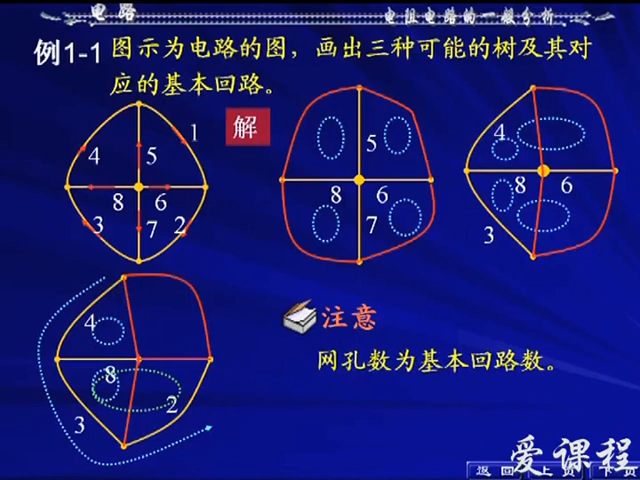 电路
电阻电路的一般分析
例1-1 图示为电路的图，画出三种可能的树及其对
应的基本回路。
解
1
4
5
8
6
3
7
2
5
8
6
7
4
8
6
3
4
8
2
3
注意
网孔数为基本回路数。
爱课程
返回 上页 下页